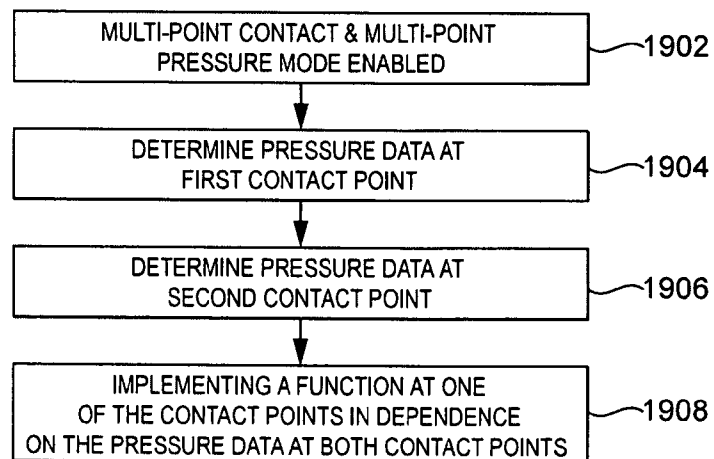 MULTI-POINT CONTACT & MULTI-POINT
PRESSURE MODE ENABLED
1902
DETERMINE PRESSURE DATA AT
FIRST CONTACT POINT
1904
DETERMINE PRESSURE DATA AT
SECOND CONTACT POINT
1906
IMPLEMENTING A FUNCTION AT ONE
OF THE CONTACT POINTS IN DEPENDENCE
ON THE PRESSURE DATA AT BOTH CONTACT POINTS
1908